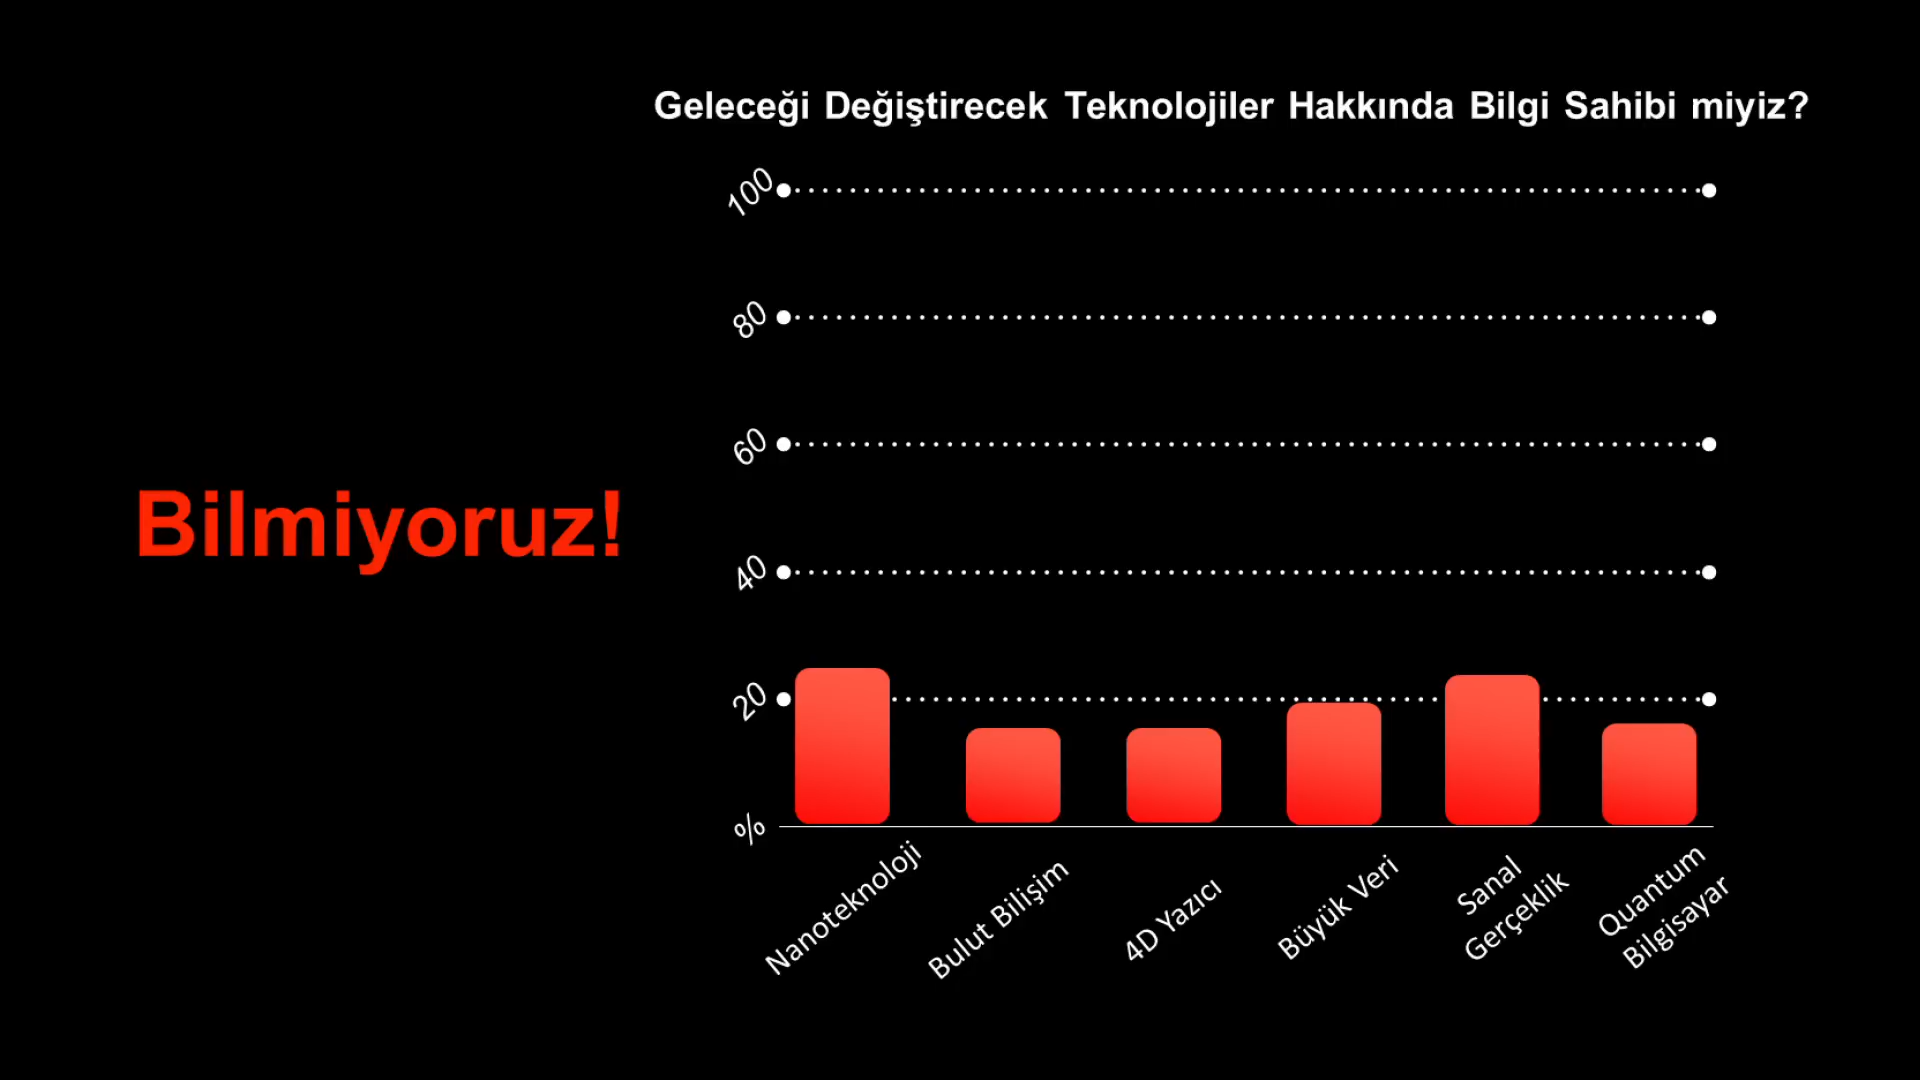 Geleceği Değiştirecek Teknolojiler Hakkında Bilgi Sahibi miyiz?
Bilmiyoruz!
100
80
60
40
20
%
Nanoteknoloji
Bulut Bilişim
4D Yazıcı
Büyük Veri
Sanal
Gerçeklik
Quantum
Bilgisayar